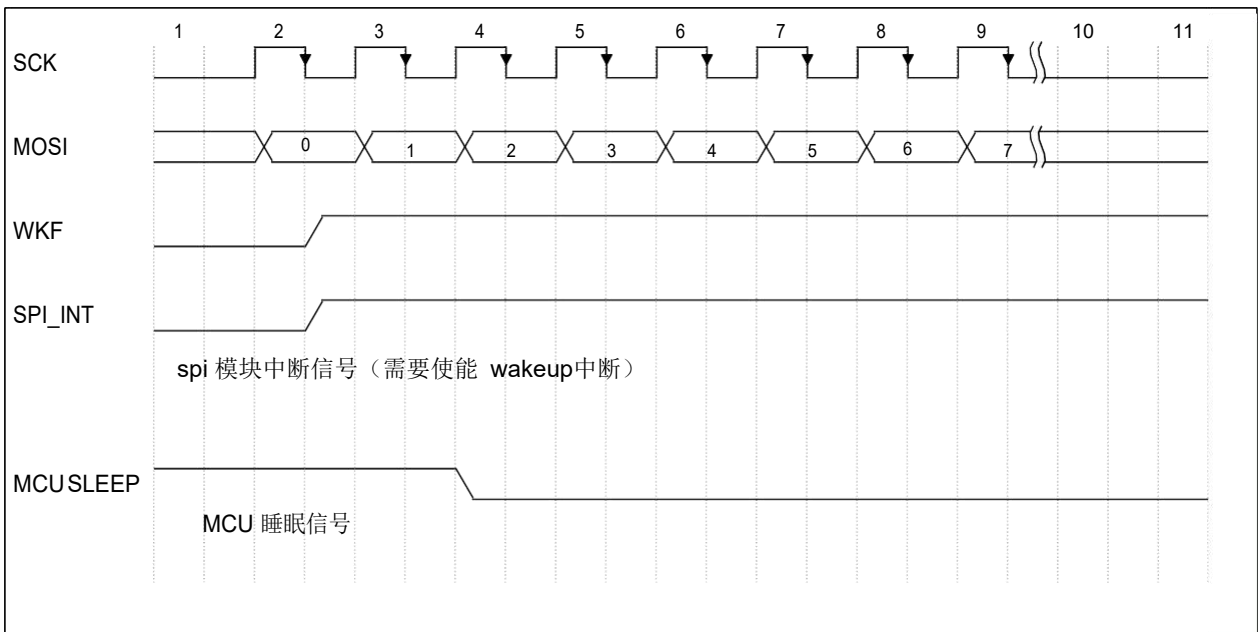 1 2 3 4 5 6 7 8 9 10 11
SCK
MOSI 0 1 2 3 4 5 6 7
WKF
SPI_INT
spi 模块中断信号（需要使能 wakeup中断）
MCU SLEEP
MCU 睡眠信号